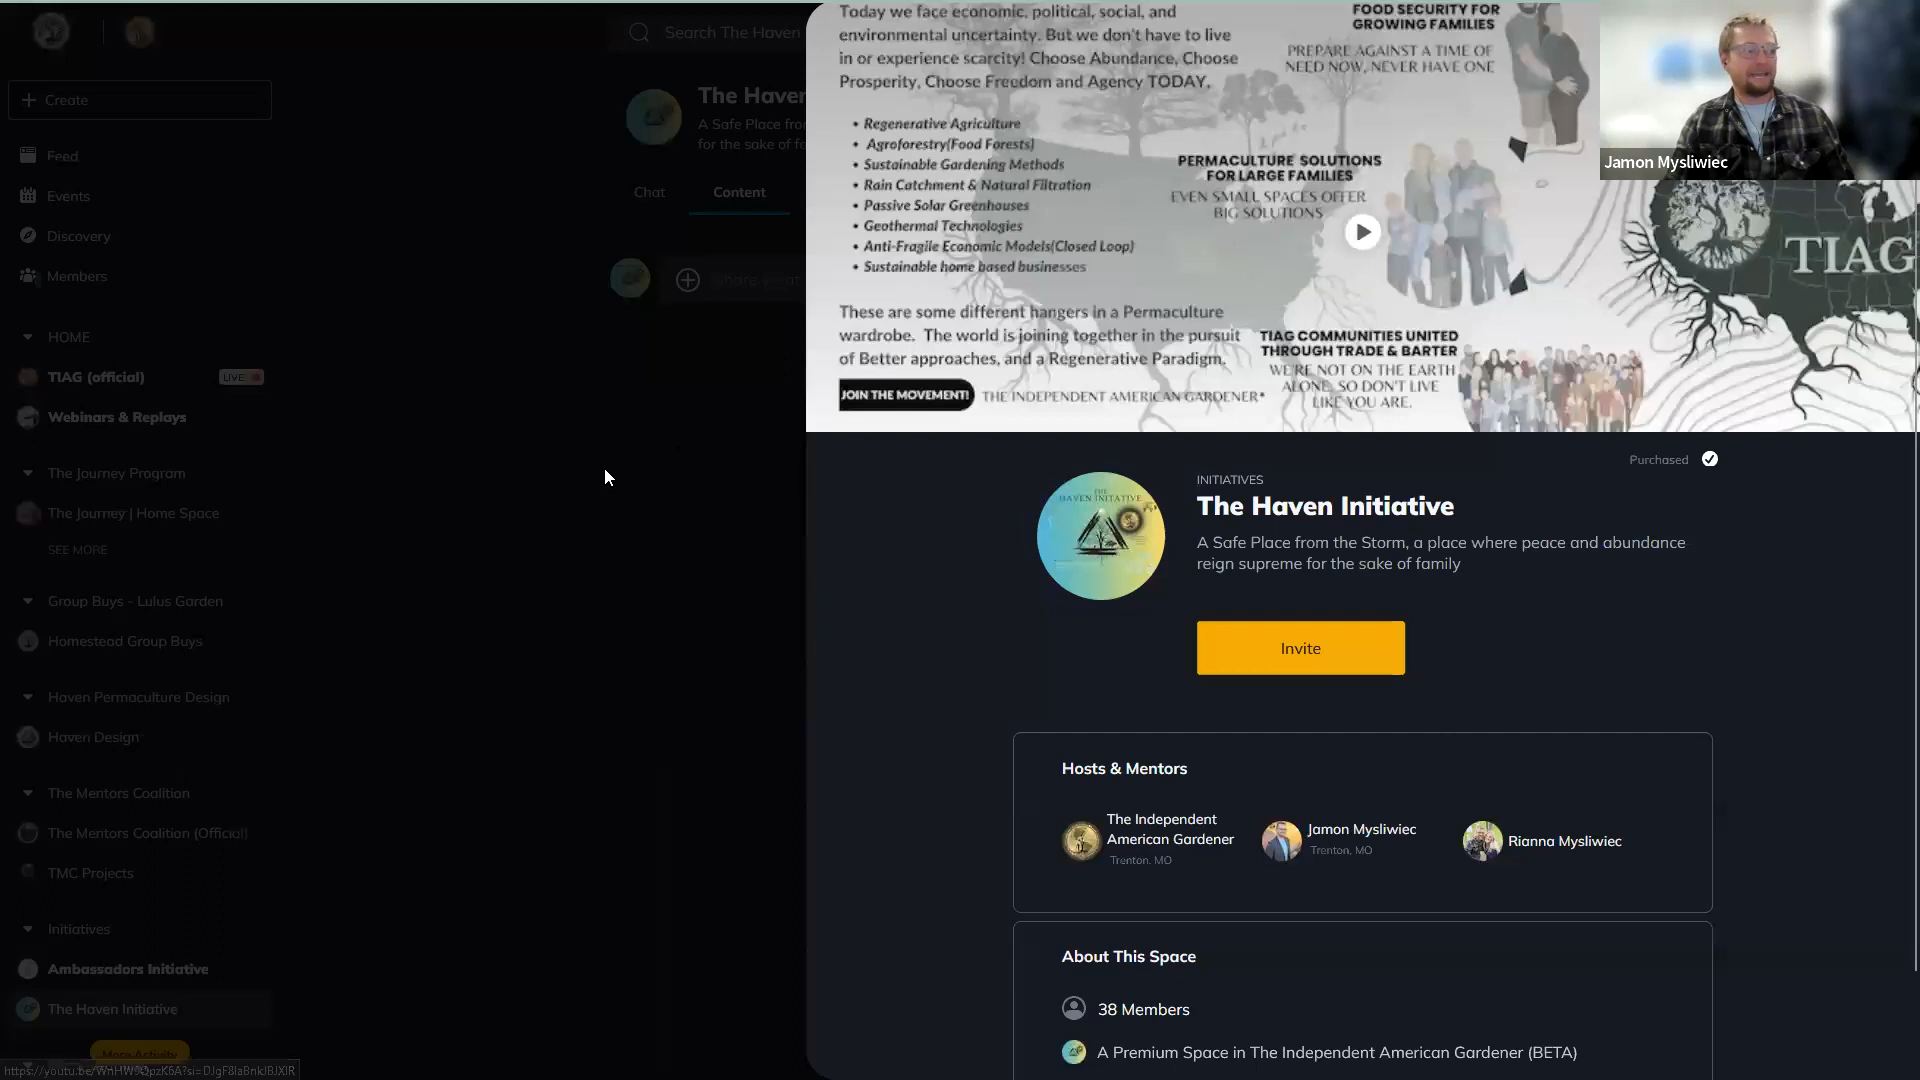 Search The Haven
Create
Feed
Events
Discovery
Members
HOME
TIAG (official)
LIVE
Webinars & Replays
The Journey Program
The Journey | Home Space
SEE MORE
Group Buys - Lulus Garden
Homestead Group Buys
Haven Permaculture Design
Haven Design
The Mentors Coalition
The Mentors Coalition (Official)
TMC Projects
Initiatives
Ambassadors Initiative
The Haven Initiative
More Activity
The Haven
A Safe Place from
for the sake of
Chat
Content
Today we face economic, political, social, and
environmental uncertainty. But we don't have to live
in or experience scarcity! Choose Abundance, Choose
Prosperity, Choose Freedom and Agency TODAY.
• Regenerative Agriculture
• Agroforestry(Food Forests)
• Sustainable Gardening Methods
• Rain Catchment & Natural Filtration
• Passive Solar Greenhouses
• Geothermal Technologies
• Anti-Fragile Economic Models(Closed Loop)
• Sustainable home based businesses
These are some different hangers in a Permaculture
wardrobe. The world is joining together in the pursuit
of Better approaches, and a Regenerative Paradigm.
JOIN THE MOVEMENT!
THE INDEPENDENT AMERICAN GARDENER*
FOOD SECURITY FOR
GROWING FAMILIES
PREPARE AGAINST A TIME OF
NEED NOW, NEVER HAVE ONE
PERMACULTURE SOLUTIONS
FOR LARGE FAMILIES
EVEN SMALL SPACES OFFER
BIG SOLUTIONS
TIAG COMMUNITIES UNITED
THROUGH TRADE & BARTER
WE'RE NOT ON THE EARTH
ALONE, SO DON'T LIVE
LIKE YOU ARE.
TIAG
Jamon Mysliwiec
Purchased
THE
HAVEN INITIATIVE
INITIATIVES
The Haven Initiative
A Safe Place from the Storm, a place where peace and abundance
reign supreme for the sake of family
Invite
Hosts & Mentors
The Independent
American Gardener
Trenton, MO
Jamon Mysliwiec
Trenton, MO
Rianna Mysliwiec
About This Space
38 Members
A Premium Space in The Independent American Gardener (BETA)